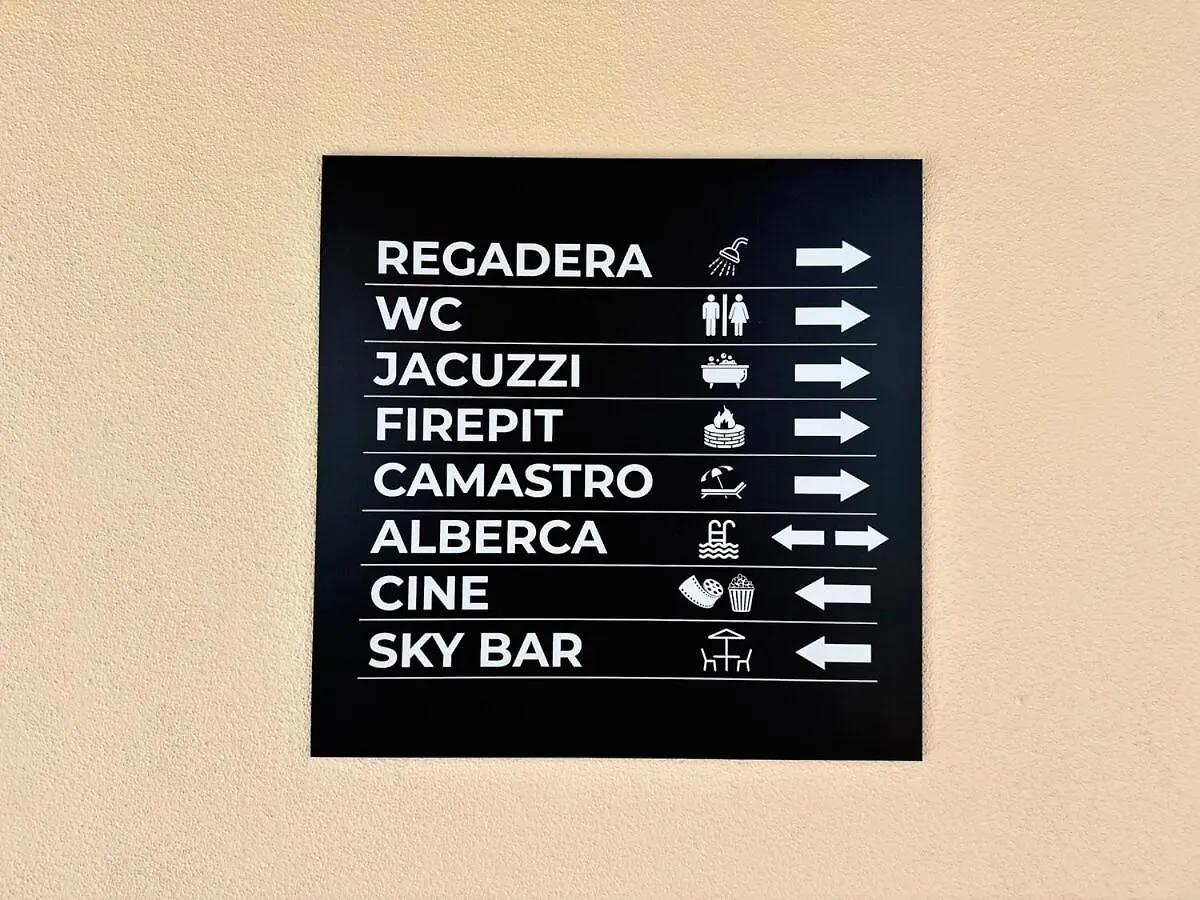 REGADERA
WC
JACUZZI
FIREPIT
CAMASTRO
ALBERCA
CINE
SKY BAR